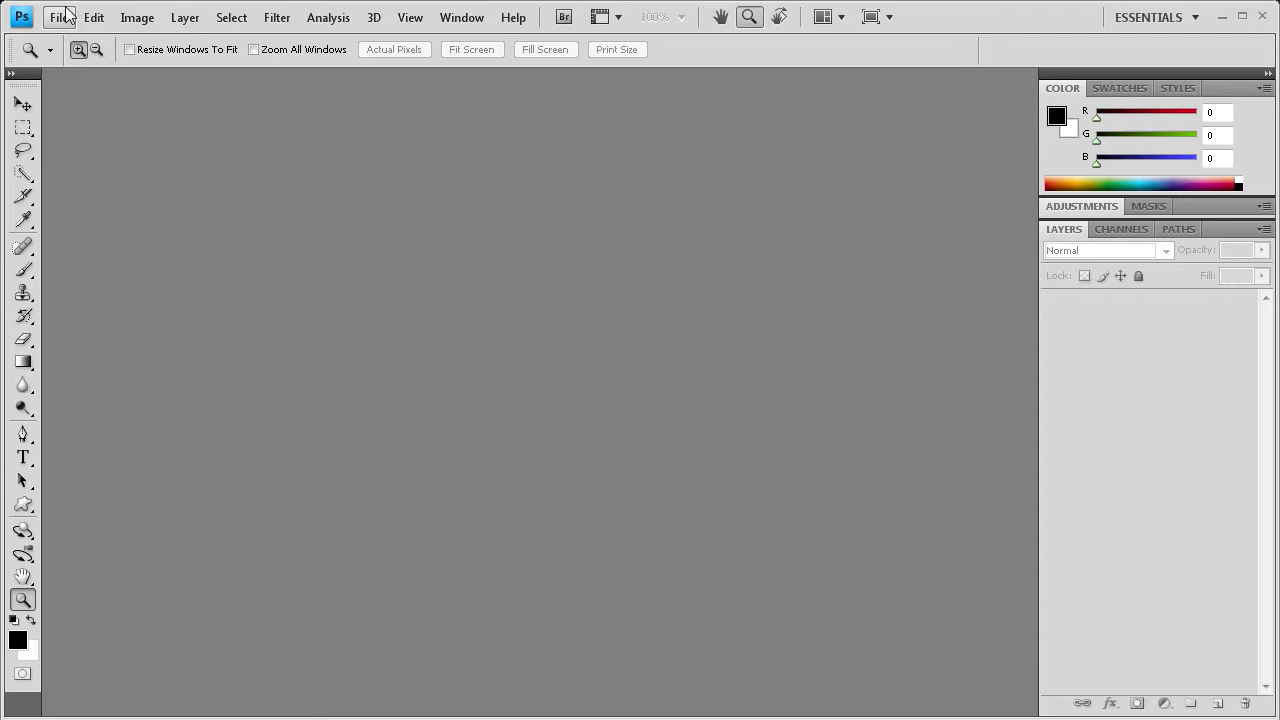 Ps File Edit Image Layer Select Filter Analysis 3D View Window Help Br 100% ESSENTIALS
Resize Windows To Fit Zoom All Windows Actual Pixels Fit Screen Fill Screen Print Size
COLOR SWATCHES STYLES
R 0
G 0
B 0
ADJUSTMENTS MASKS
LAYERS CHANNELS PATHS
Normal Opacity:
Lock: Fill:
T
fx